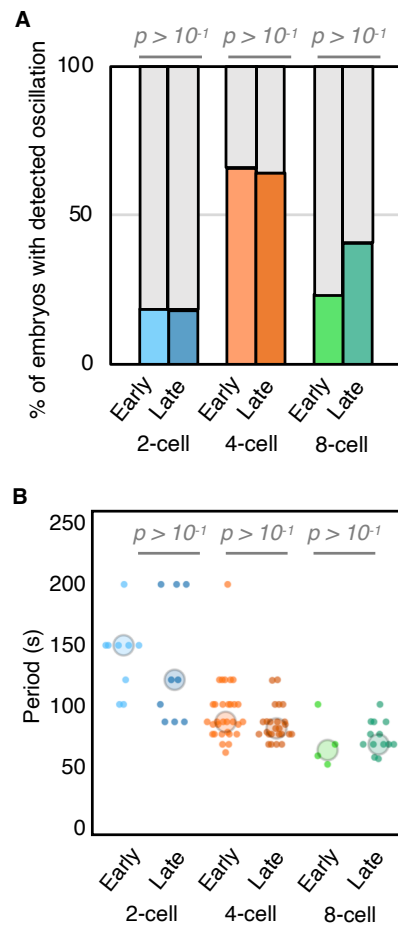 A
p > 10⁻¹ p > 10⁻¹ p > 10⁻¹
% of embryos with detected oscillation
100
50
0
Early Late Early Late Early Late
2-cell 4-cell 8-cell
B
p > 10⁻¹ p > 10⁻¹ p > 10⁻¹
Period (s)
250
200
150
100
50
0
Early Late Early Late Early Late
2-cell 4-cell 8-cell